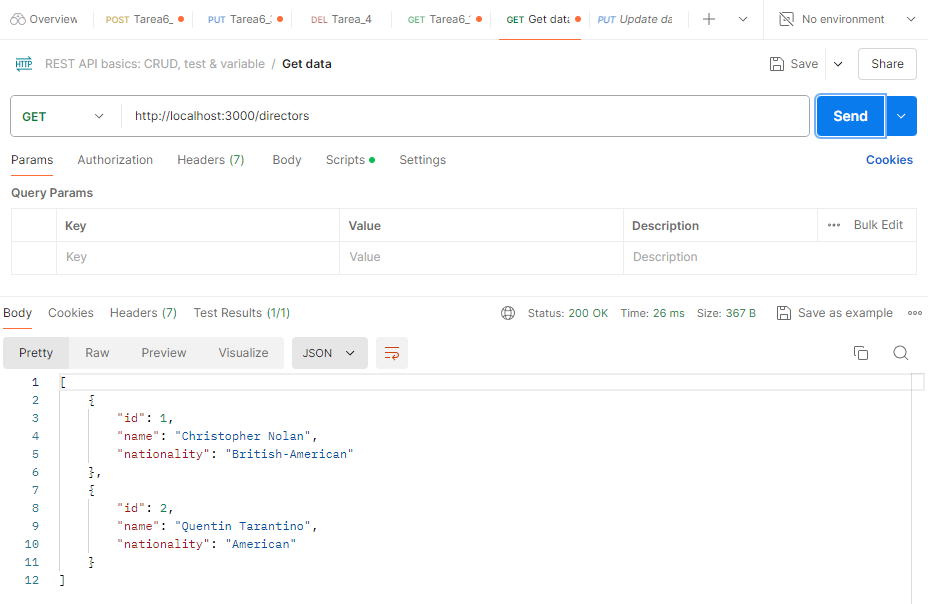 Overview POST Tarea6_ PUT Tarea6_ DEL Tarea_4 GET Tarea6_ GET Get data PUT Update da No environment
HTTP REST API basics: CRUD, test & variable / Get data Save Share
GET http://localhost:3000/directors Send
Params Authorization Headers (7) Body Scripts Settings Cookies
Query Params
Key Value Description Bulk Edit
Key Value Description
Body Cookies Headers (7) Test Results (1/1) Status: 200 OK Time: 26 ms Size: 367 B Save as example
Pretty Raw Preview Visualize JSON
1 [
2 {
3 "id": 1,
4 "name": "Christopher Nolan",
5 "nationality": "British-American"
6 },
7 {
8 "id": 2,
9 "name": "Quentin Tarantino",
10 "nationality": "American"
11 }
12 ]